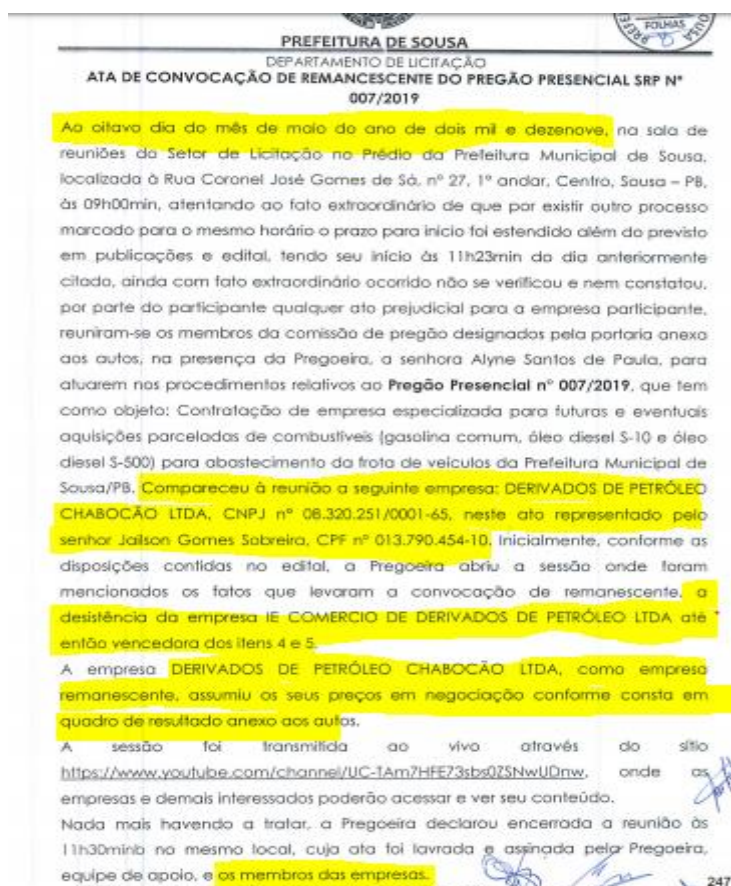 FOLHAS
PREFEITURA DE SOUSA
DEPARTAMENTO DE LICITAÇÃO
ATA DE CONVOCAÇÃO DE REMANESCENTE DO PREGÃO PRESENCIAL SRP N°
007/2019
Ao oitavo dia do mês de maio do ano de dois mil e dezenove, na sala de
reuniões do Setor de Licitação no Prédio da Prefeitura Municipal de Sousa,
localizada à Rua Coronel José Gomes de Sá, nº 27, 1º andar, Centro, Sousa – PB,
às 09h00min, atentando ao fato extraordinário de que por existir outro processo
marcado para o mesmo horário o prazo para início foi estendido além do previsto
em publicações e edital, tendo seu início às 11h23min do dia anteriormente
citado, ainda com fato extraordinário ocorrido não se verificou e nem constatou,
por parte do participante qualquer ato prejudicial para a empresa participante,
reuniram-se os membros da comissão de pregão designados pela portaria anexa
aos autos, na presença da Pregoeira, a senhora Alyne Santos de Paula, para
atuarem nos procedimentos relativos ao Pregão Presencial nº 007/2019, que tem
como objeto: Contratação de empresa especializada para futuras e eventuais
aquisições parceladas de combustíveis (gasolina comum, óleo diesel S-10 e óleo
diesel S-500) para abastecimento da frota de veículos da Prefeitura Municipal de
Sousa/PB. Compareceu à reunião a seguinte empresa: DERIVADOS DE PETRÓLEO
CHABOCÃO LTDA, CNPJ nº 08.320.251/0001-65, neste ato representado pelo
senhor Jailson Gomes Sobreira, CPF nº 013.790.454-10. Inicialmente, conforme as
disposições contidas no edital, a Pregoeira abriu a sessão onde foram
mencionados os fatos que levaram a convocação de remanescente, a
desistência da empresa IE COMERCIO DE DERIVADOS DE PETRÓLEO LTDA até
então vencedora dos itens 4 e 5.
A empresa DERIVADOS DE PETRÓLEO CHABOCÃO LTDA, como empresa
remanescente, assumiu os seus preços em negociação conforme consta em
quadro de resultado anexo aos autos.
A sessão foi transmitida ao vivo através do sítio
https://www.youtube.com/channel/UC-TAm7HFE73sbs0ZSNwUDnw, onde as
empresas e demais interessados poderão acessar e ver seu conteúdo.
Nada mais havendo a tratar, a Pregoeira declarou encerrada a reunião às
11h30minb no mesmo local, cuja ata foi lavrada e assinada pela Pregoeira,
equipe de apoio, e os membros das empresas.
247